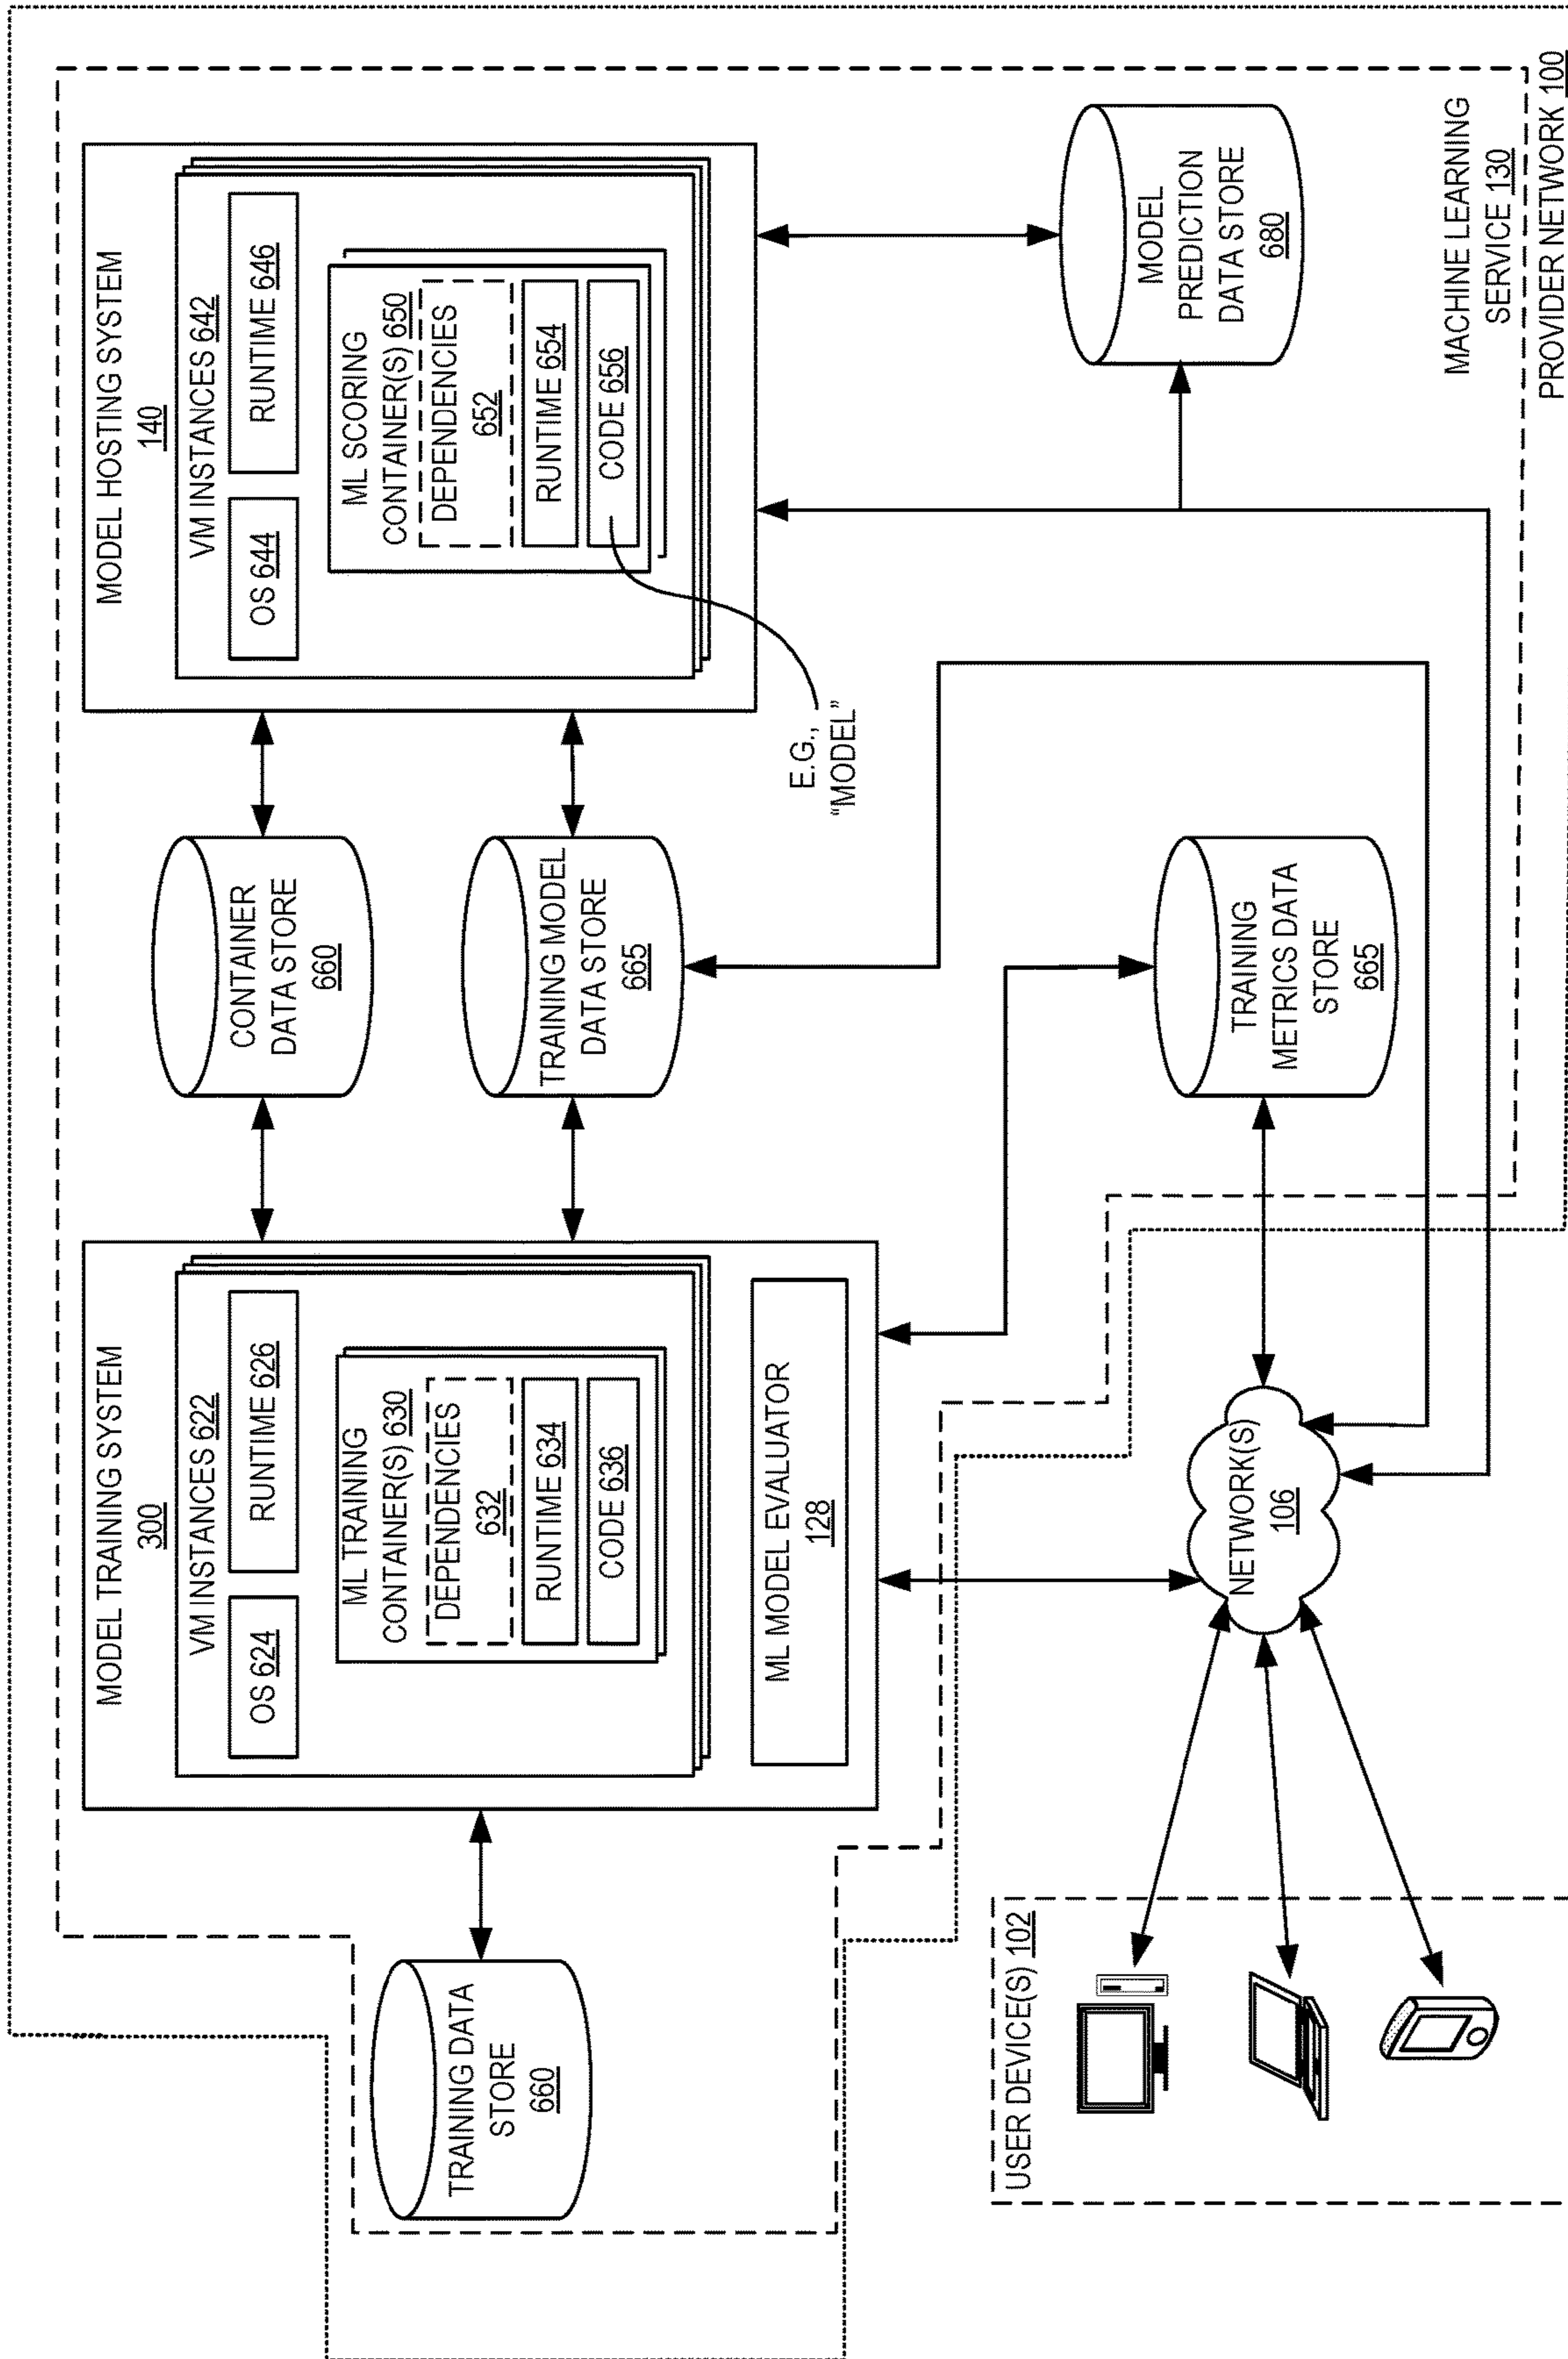 MODEL TRAINING SYSTEM
300
VM INSTANCES 622
OS 624
RUNTIME 626
ML TRAINING
CONTAINER(S) 630
DEPENDENCIES
632
RUNTIME 634
CODE 636
ML MODEL EVALUATOR
128
TRAINING DATA
STORE
660
CONTAINER
DATA STORE
660
TRAINING MODEL
DATA STORE
665
MODEL HOSTING SYSTEM
140
VM INSTANCES 642
OS 644
RUNTIME 646
ML SCORING
CONTAINER(S) 650
DEPENDENCIES
652
RUNTIME 654
CODE 656
E.G.,
“MODEL”
TRAINING
METRICS DATA
STORE
665
MODEL
PREDICTION
DATA STORE
680
USER DEVICE(S) 102
NETWORK(S)
106
MACHINE LEARNING
SERVICE 130
PROVIDER NETWORK 100